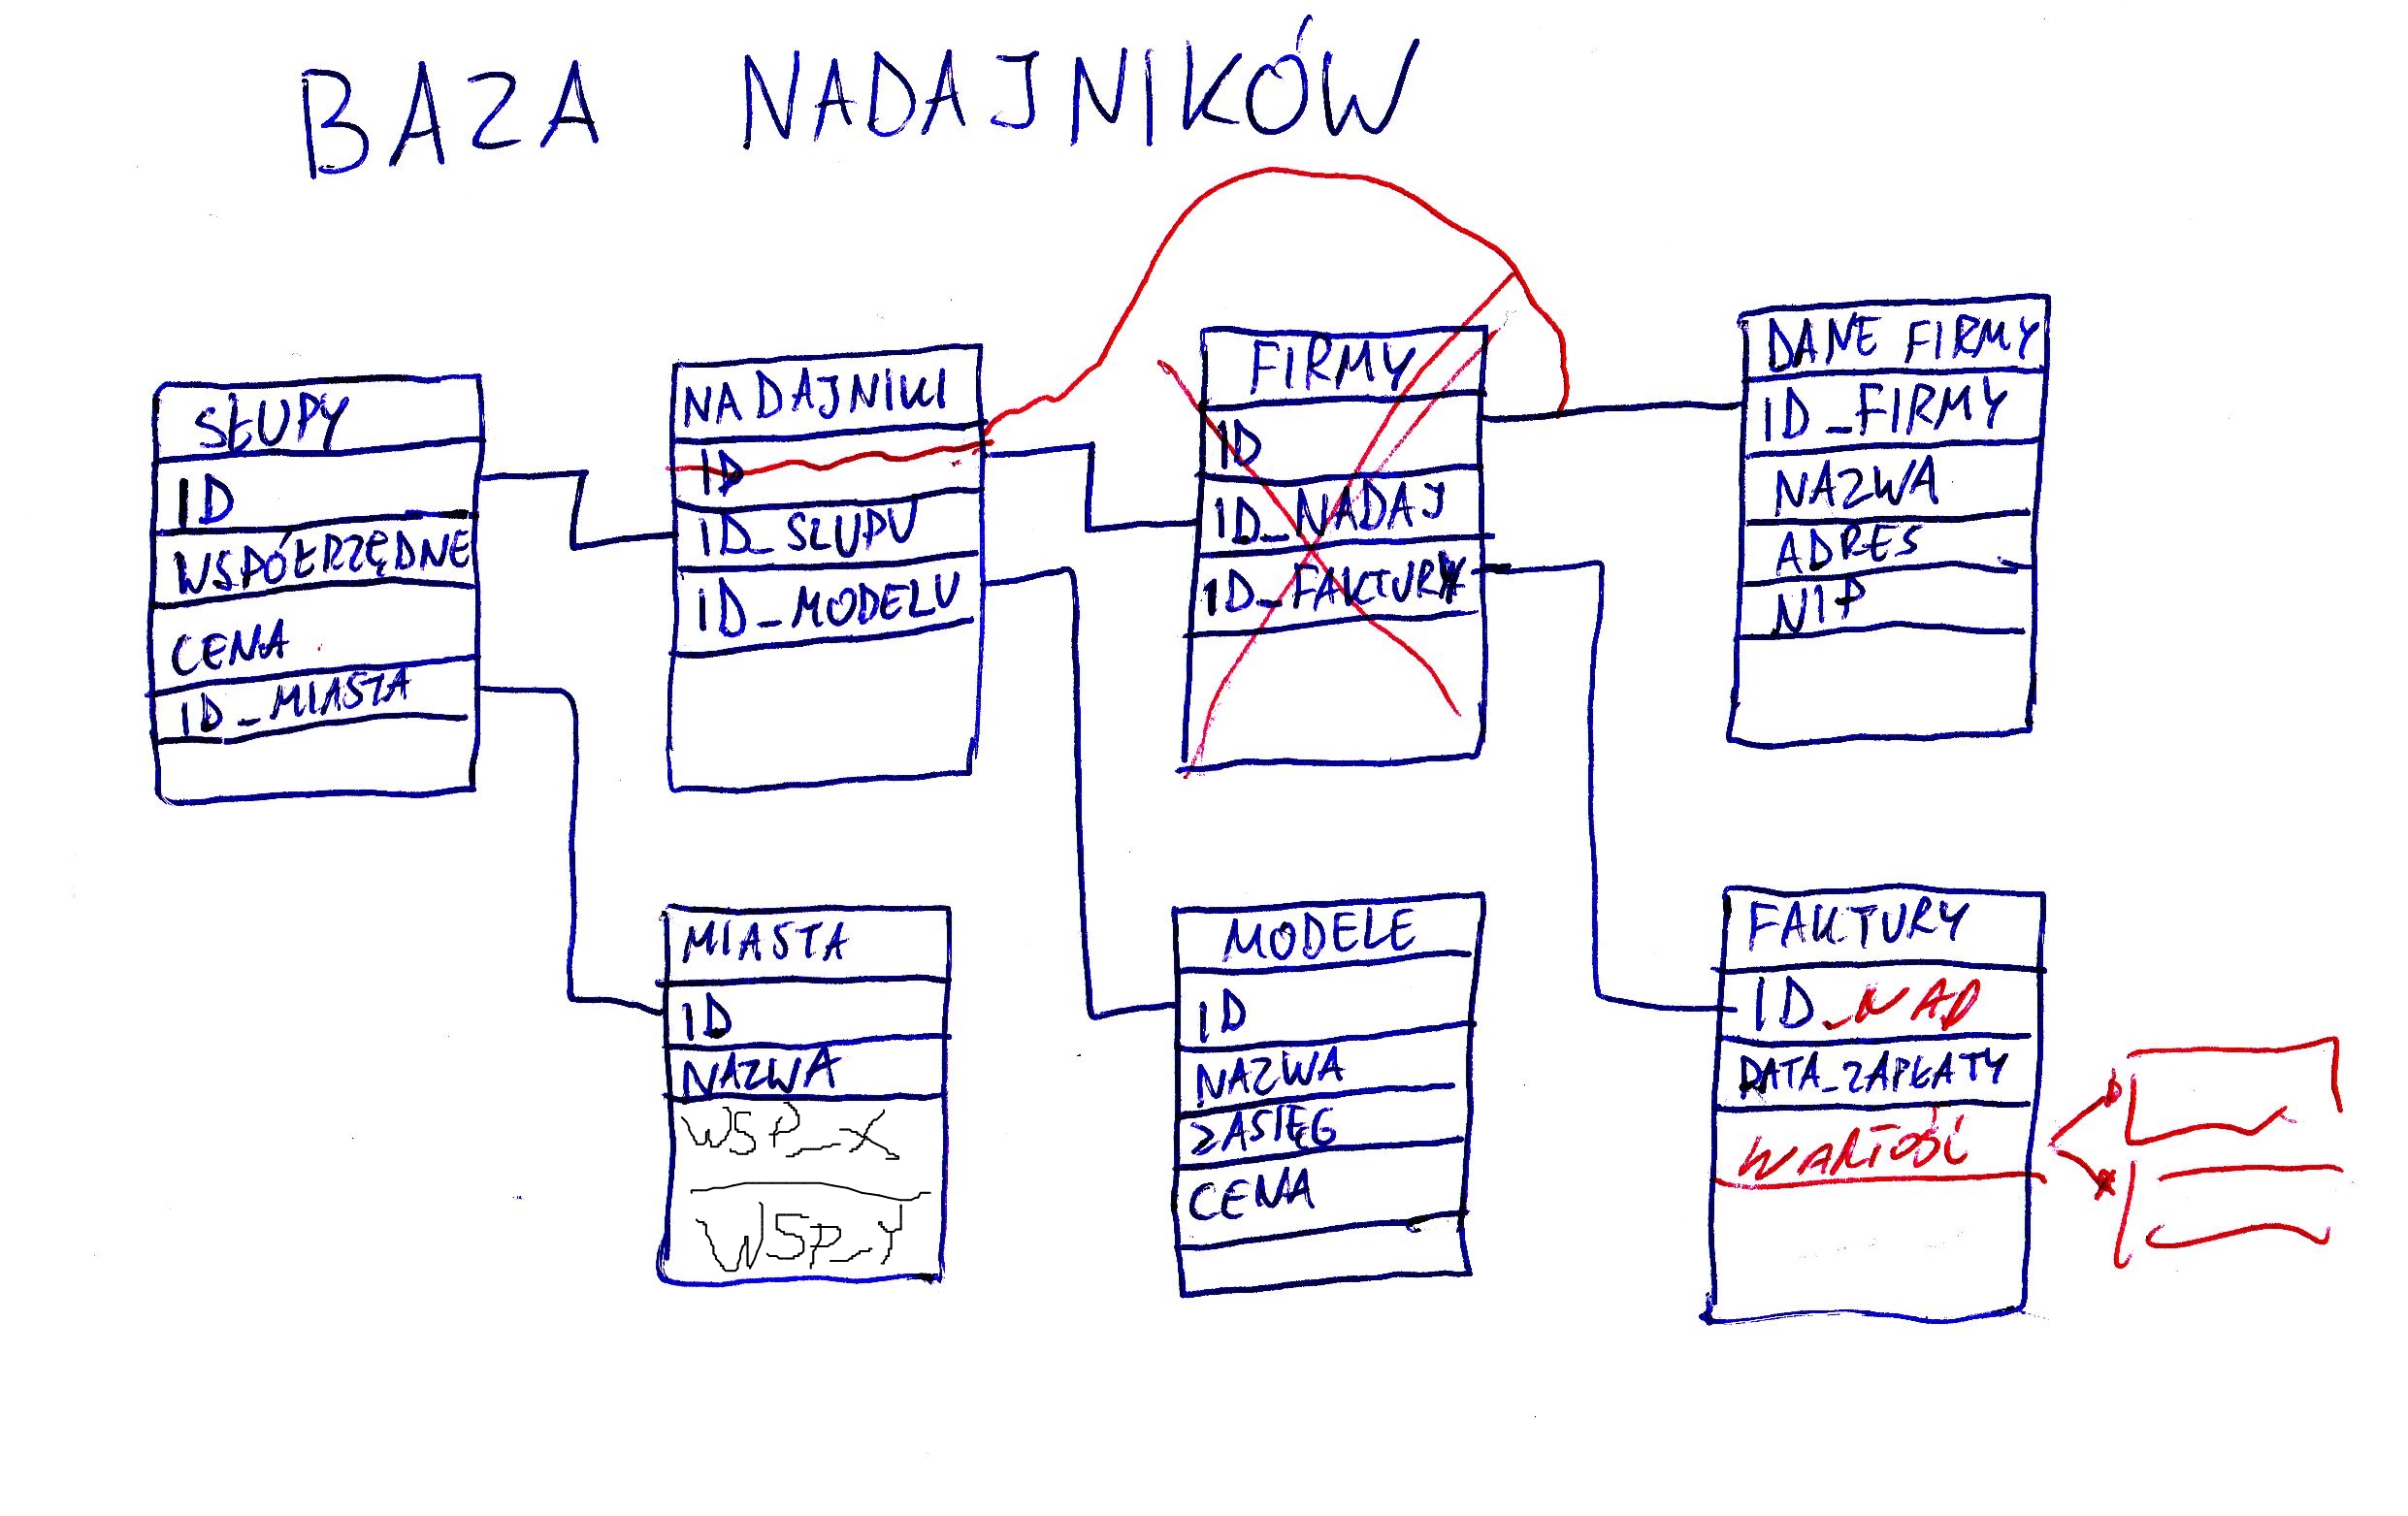 BAZA NADAJNIKÓW
SŁUPY
ID
WSPÓŁRZĘDNE
CENA
ID_MIASTA
NADAJNIKI
ID
ID_SLUPU
ID_MODELU
FIRMY
ID
ID_NADAJ
ID_FAKTURY
DANE FIRMY
ID_FIRMY
NAZWA
ADRES
NIP
MIASTA
ID
NAZWA
WSP_X
WSP_Y
MODELE
ID
NAZWA
ZASIĘG
CENA
FAKTURY
ID_NAD
DATA_ZAPŁATY
WARTOŚĆ